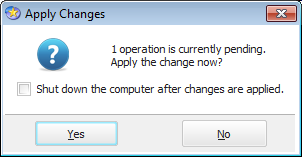 Apply Changes
1 operation is currently pending.
Apply the change now?
Shut down the computer after changes are applied.
Yes
No